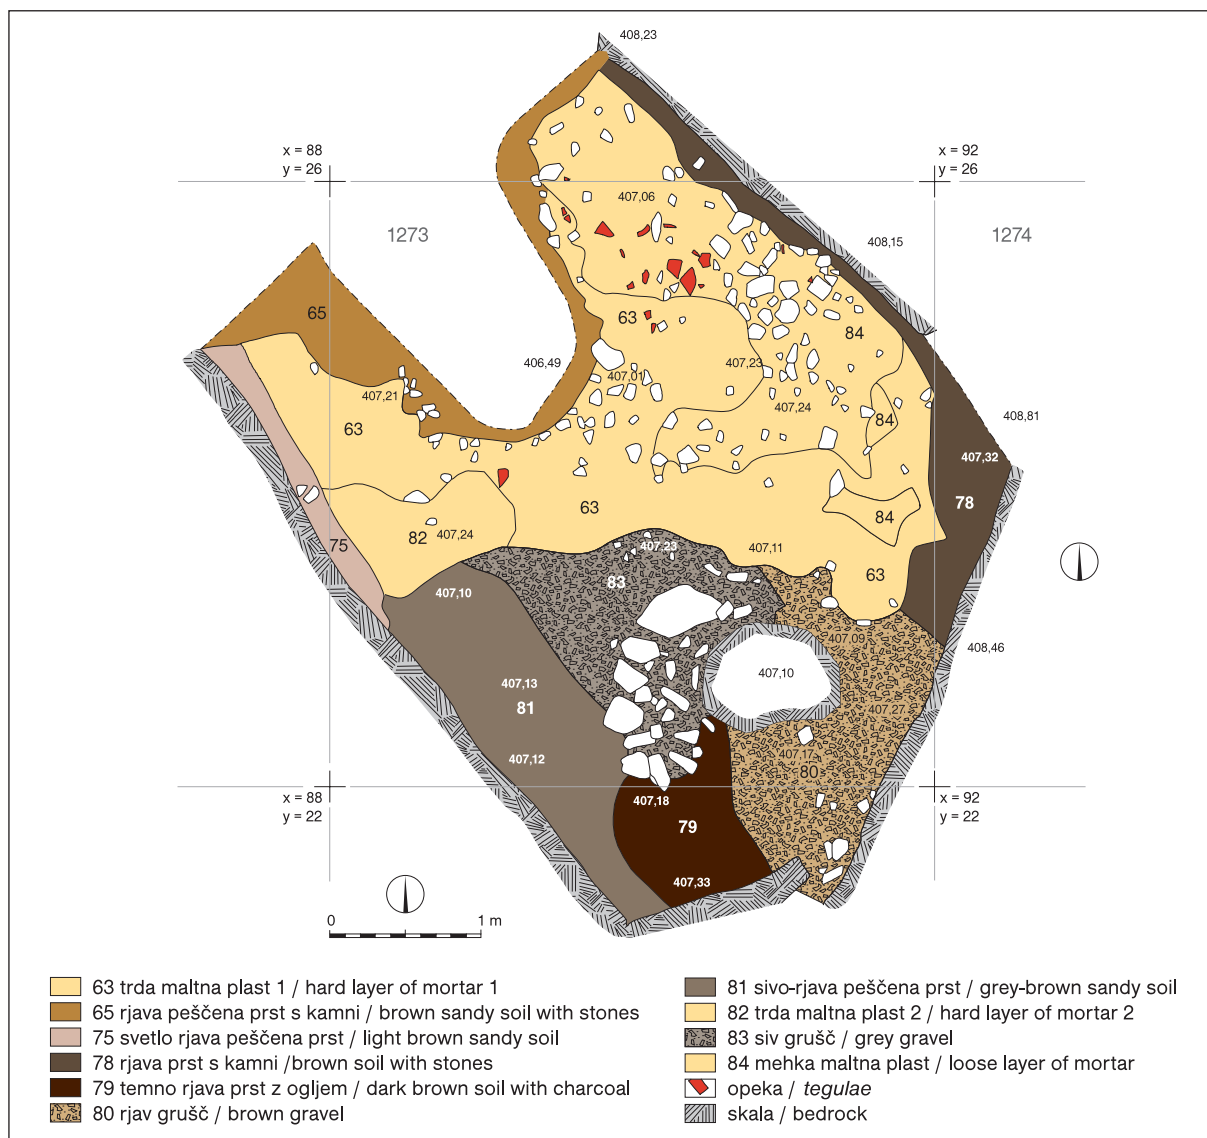 408,23
x = 88
y = 26
x = 92
y = 26
407,06
1273
408,15
1274
65
63
84
406,49
407,23
407,01
407,21
407,24
84
408,81
63
407,32
78
63
84
82
407,24
75
407,23
407,11
83
63
407,10
407,09
408,46
407,10
407,13
81
407,27
407,12
407,17
80
x = 88
y = 22
407,18
x = 92
y = 22
79
407,33
0 1 m
63 trda maltna plast 1 / hard layer of mortar 1
65 rjava peščena prst s kamni / brown sandy soil with stones
75 svetlo rjava peščena prst / light brown sandy soil
78 rjava prst s kamni /brown soil with stones
79 temno rjava prst z ogljem / dark brown soil with charcoal
80 rjav grušč / brown gravel
81 sivo-rjava peščena prst / grey-brown sandy soil
82 trda maltna plast 2 / hard layer of mortar 2
83 siv grušč / grey gravel
84 mehka maltna plast / loose layer of mortar
opeka / tegulae
skala / bedrock